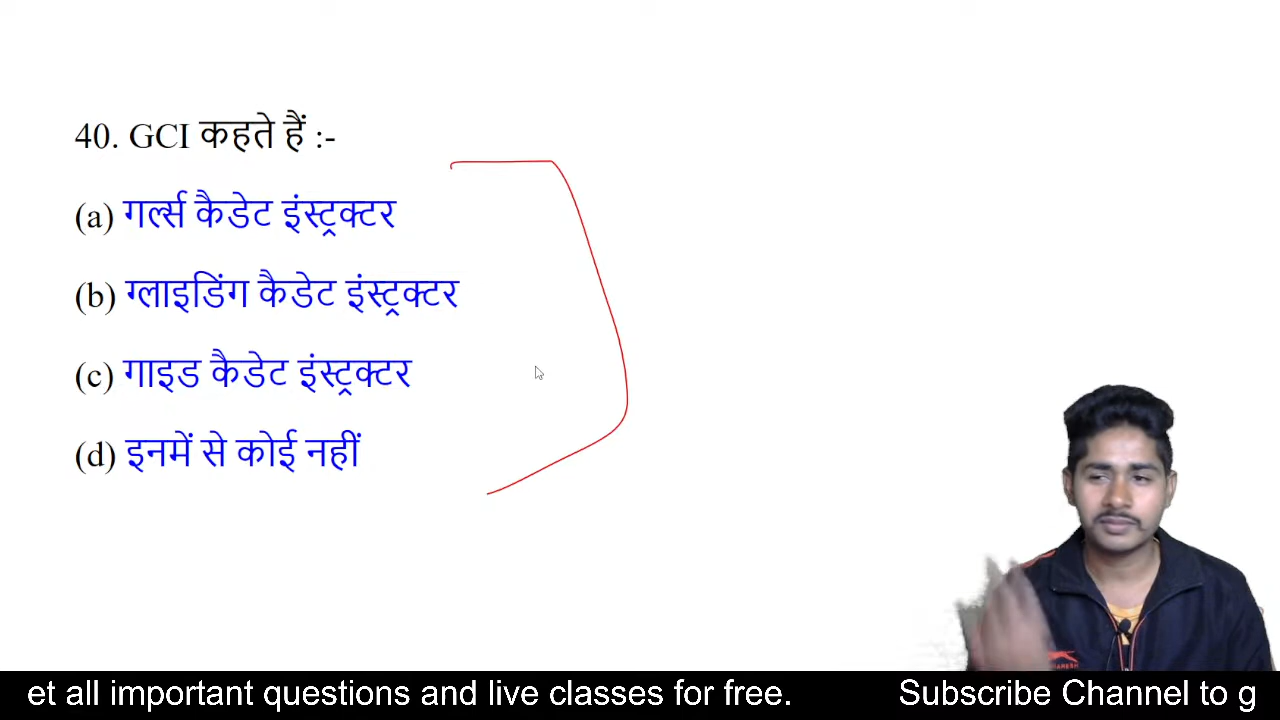 40. GCI कहते हैं :-
(a) गर्ल्स कैडेट इंस्ट्रक्टर
(b) ग्लाइडिंग कैडेट इंस्ट्रक्टर
(c) गाइड कैडेट इंस्ट्रक्टर
(d) इनमें से कोई नहीं
et all important questions and live classes for free. Subscribe Channel to g